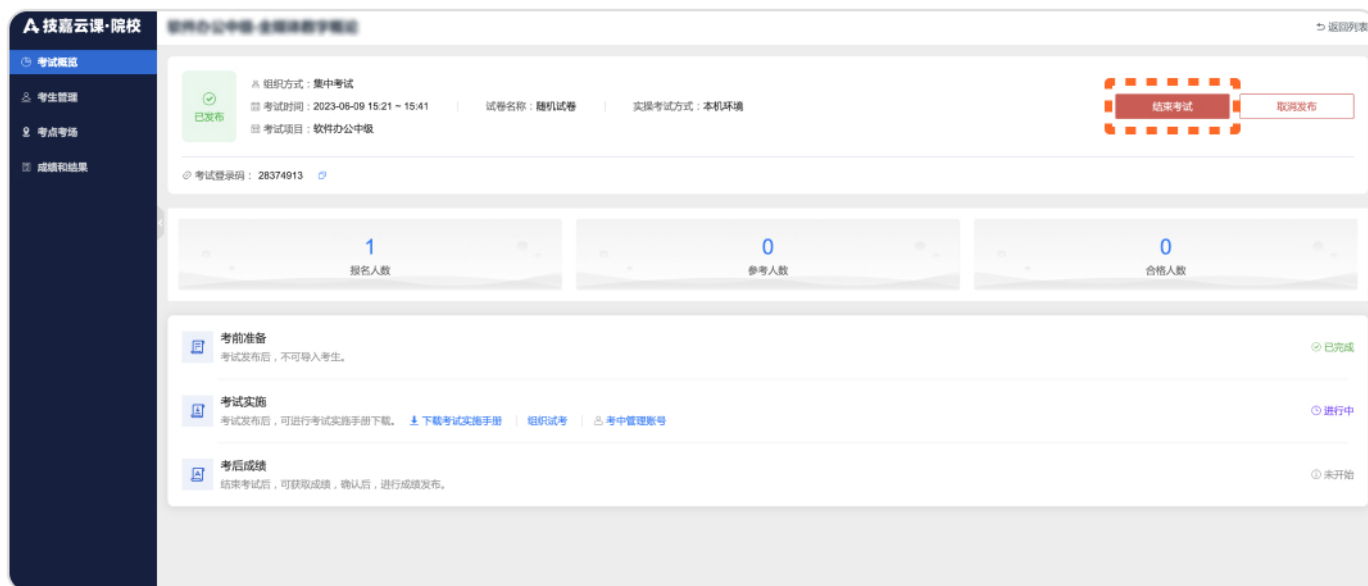 技嘉云课·院校
返回列表
考试概览
考生管理
考点考场
成绩和结果
已发布
组织方式：集中考试
考试时间：2023-06-09 15:21 ~ 15:41 试卷名称：随机试卷 实操考试方式：本机环境
考试项目：软件办公中级
结束考试 取消发布
考试登录码： 28374913
1 0 0
报名人数 参考人数 合格人数
考前准备
考试发布后，不可导入考生。
已完成
考试实施
考试发布后，可进行考试实施手册下载。 下载考试实施手册 组织试考 考中管理账号
进行中
考后成绩
结束考试后，可获取成绩，确认后，进行成绩发布。
未开始